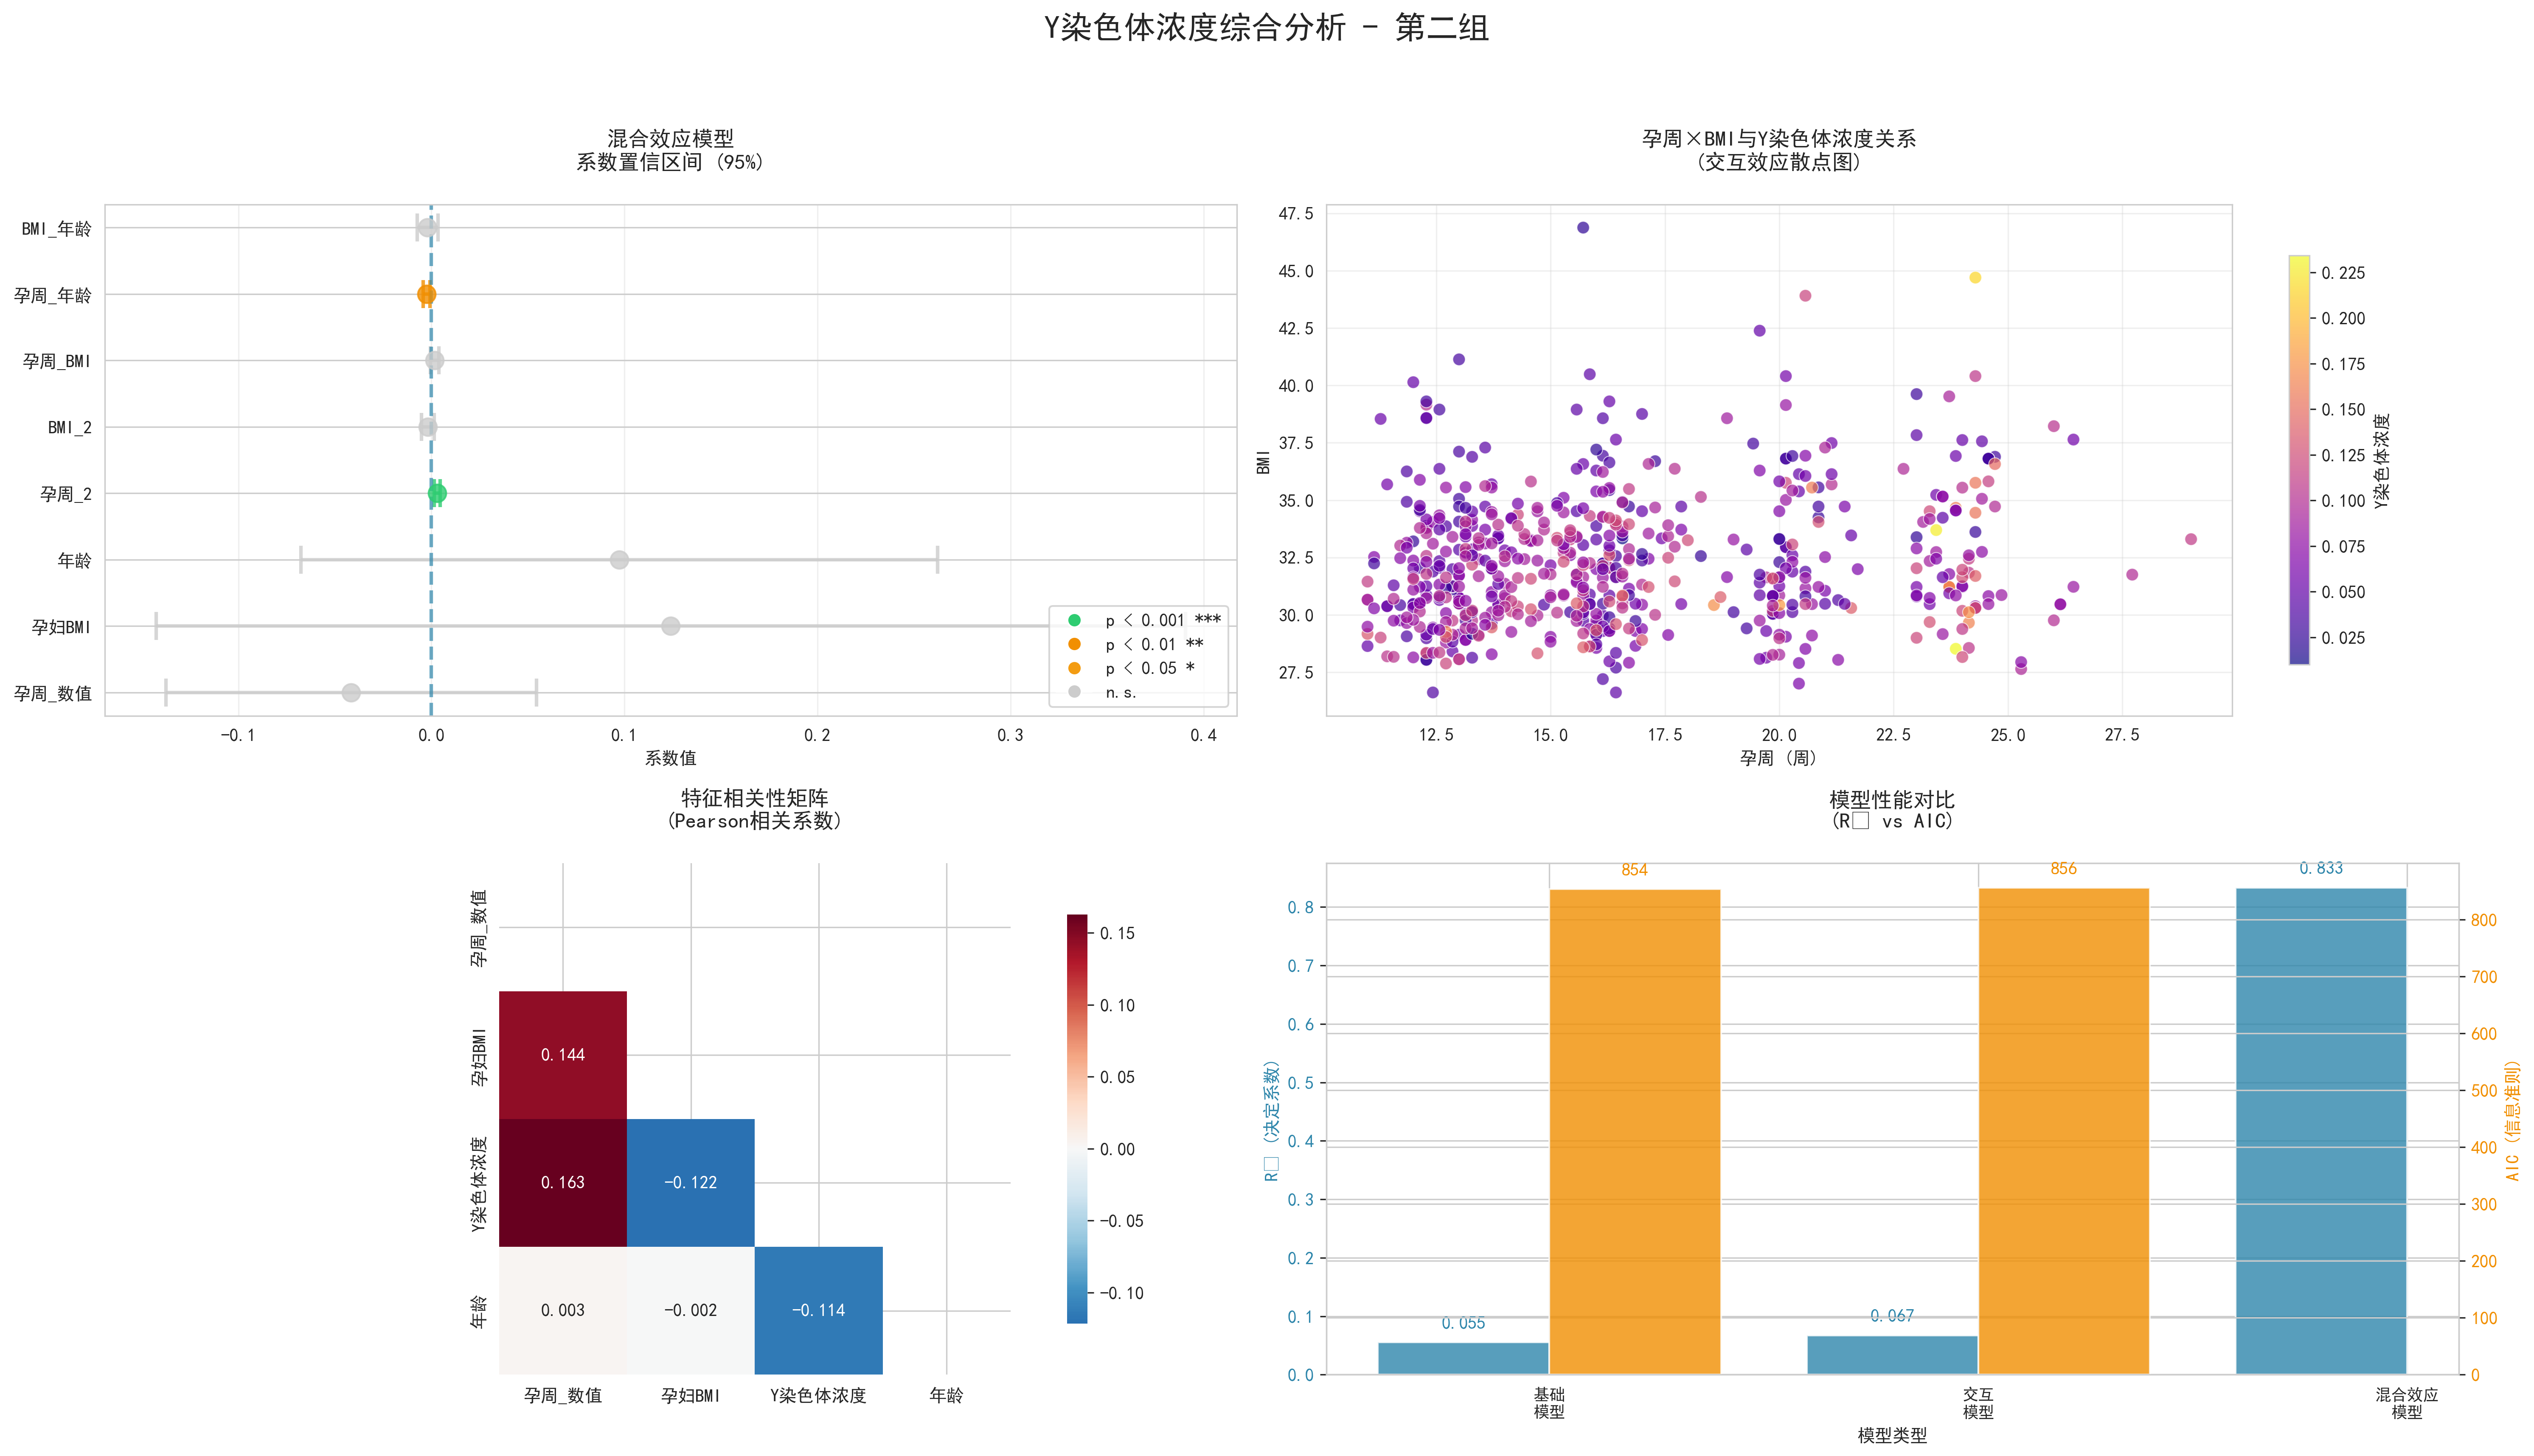 Y染色体浓度综合分析 - 第二组
混合效应模型
系数置信区间 (95%)
BMI_年龄
孕周_年龄
孕周_BMI
BMI_2
孕周_2
年龄
孕妇BMI
孕周_数值
-0.1
0.0
0.1
0.2
0.3
0.4
系数值
p < 0.001 ***
p < 0.01 **
p < 0.05 *
n.s.
孕周×BMI与Y染色体浓度关系
(交互效应散点图)
BMI
47.5
45.0
42.5
40.0
37.5
35.0
32.5
30.0
27.5
12.5
15.0
17.5
20.0
22.5
25.0
27.5
孕周 (周)
0.225
0.200
0.175
0.150
0.125
0.100
0.075
0.050
0.025
Y染色体浓度
特征相关性矩阵
(Pearson相关系数)
孕周_数值
孕妇BMI
Y染色体浓度
年龄
0.144
0.163
-0.122
0.003
-0.002
-0.114
孕周_数值
孕妇BMI
Y染色体浓度
年龄
0.15
0.10
0.05
0.00
-0.05
-0.10
模型性能对比
(R□ vs AIC)
R□ (决定系数)
0.8
0.7
0.6
0.5
0.4
0.3
0.2
0.1
0.0
854
856
0.833
0.055
0.067
800
700
600
500
400
300
200
100
0
AIC (信息准则)
基础
模型
交互
模型
混合效应
模型
模型类型